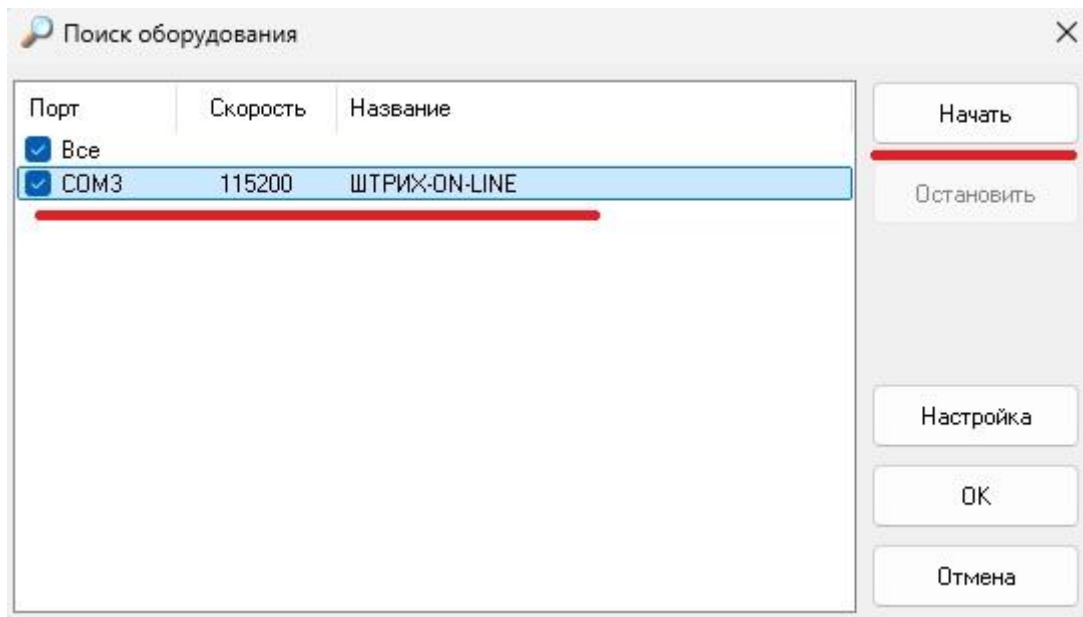 Поиск оборудования
Порт Скорость Название
Все
COM3 115200 ШТРИХ-ON-LINE
Начать
Остановить
Настройка
OK
Отмена